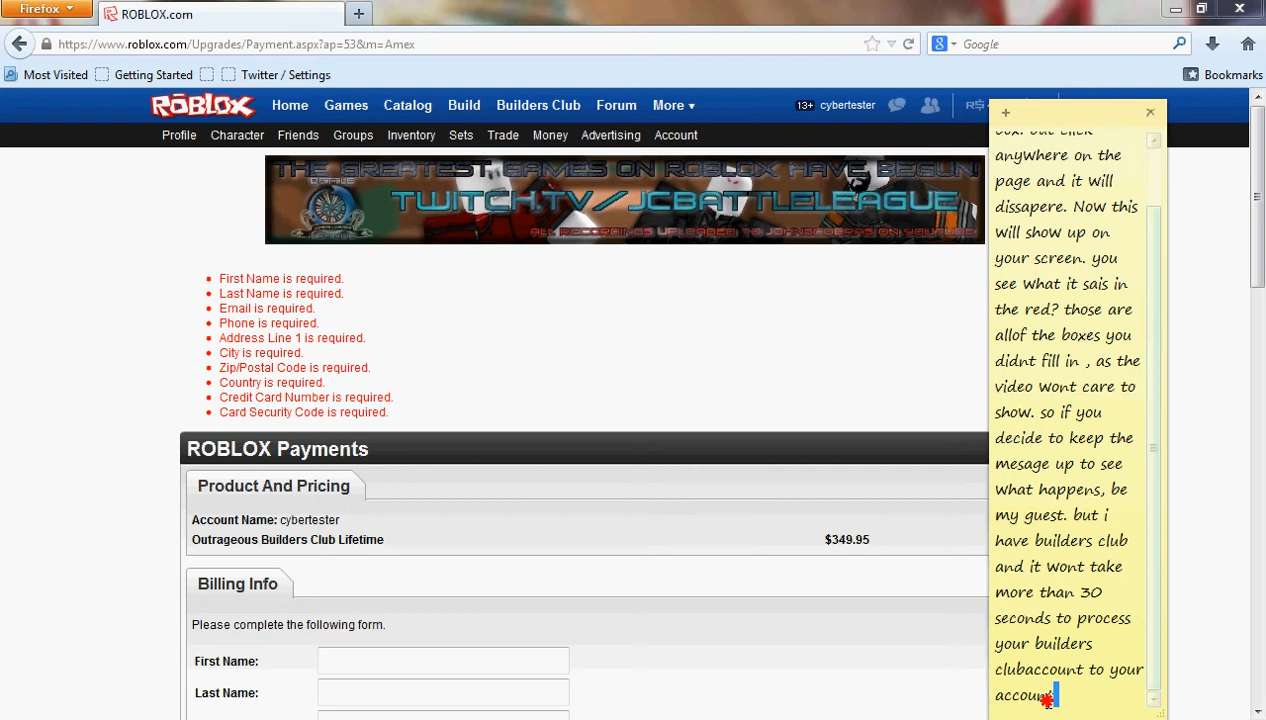 Firefox
ROBLOX.com
https://www.roblox.com/Upgrades/Payment.aspx?ap=53&m=Amex
Google
Most Visited Getting Started Twitter / Settings Bookmarks
ROBLOX Home Games Catalog Build Builders Club Forum More 13+ cybertester R$
Profile Character Friends Groups Inventory Sets Trade Money Advertising Account
THE GREATEST GAMES ON ROBLOX HAVE BEGUN!
TWITCH.TV/JCBATTLELEAGUE
First Name is required.
Last Name is required.
Email is required.
Phone is required.
Address Line 1 is required.
City is required.
Zip/Postal Code is required.
Country is required.
Credit Card Number is required.
Card Security Code is required.
ROBLOX Payments
Product And Pricing
Account Name: cybertester
Outrageous Builders Club Lifetime $349.95
Billing Info
Please complete the following form.
First Name:
Last Name:
box. but click
anywhere on the
page and it will
dissapere. Now this
will show up on
your screen. you
see what it sais in
the red? those are
allof the boxes you
didnt fill in , as the
video wont care to
show. so if you
decide to keep the
mesage up to see
what happens, be
my guest. but i
have builders club
and it wont take
more than 30
seconds to process
your builders
clubaccount to your